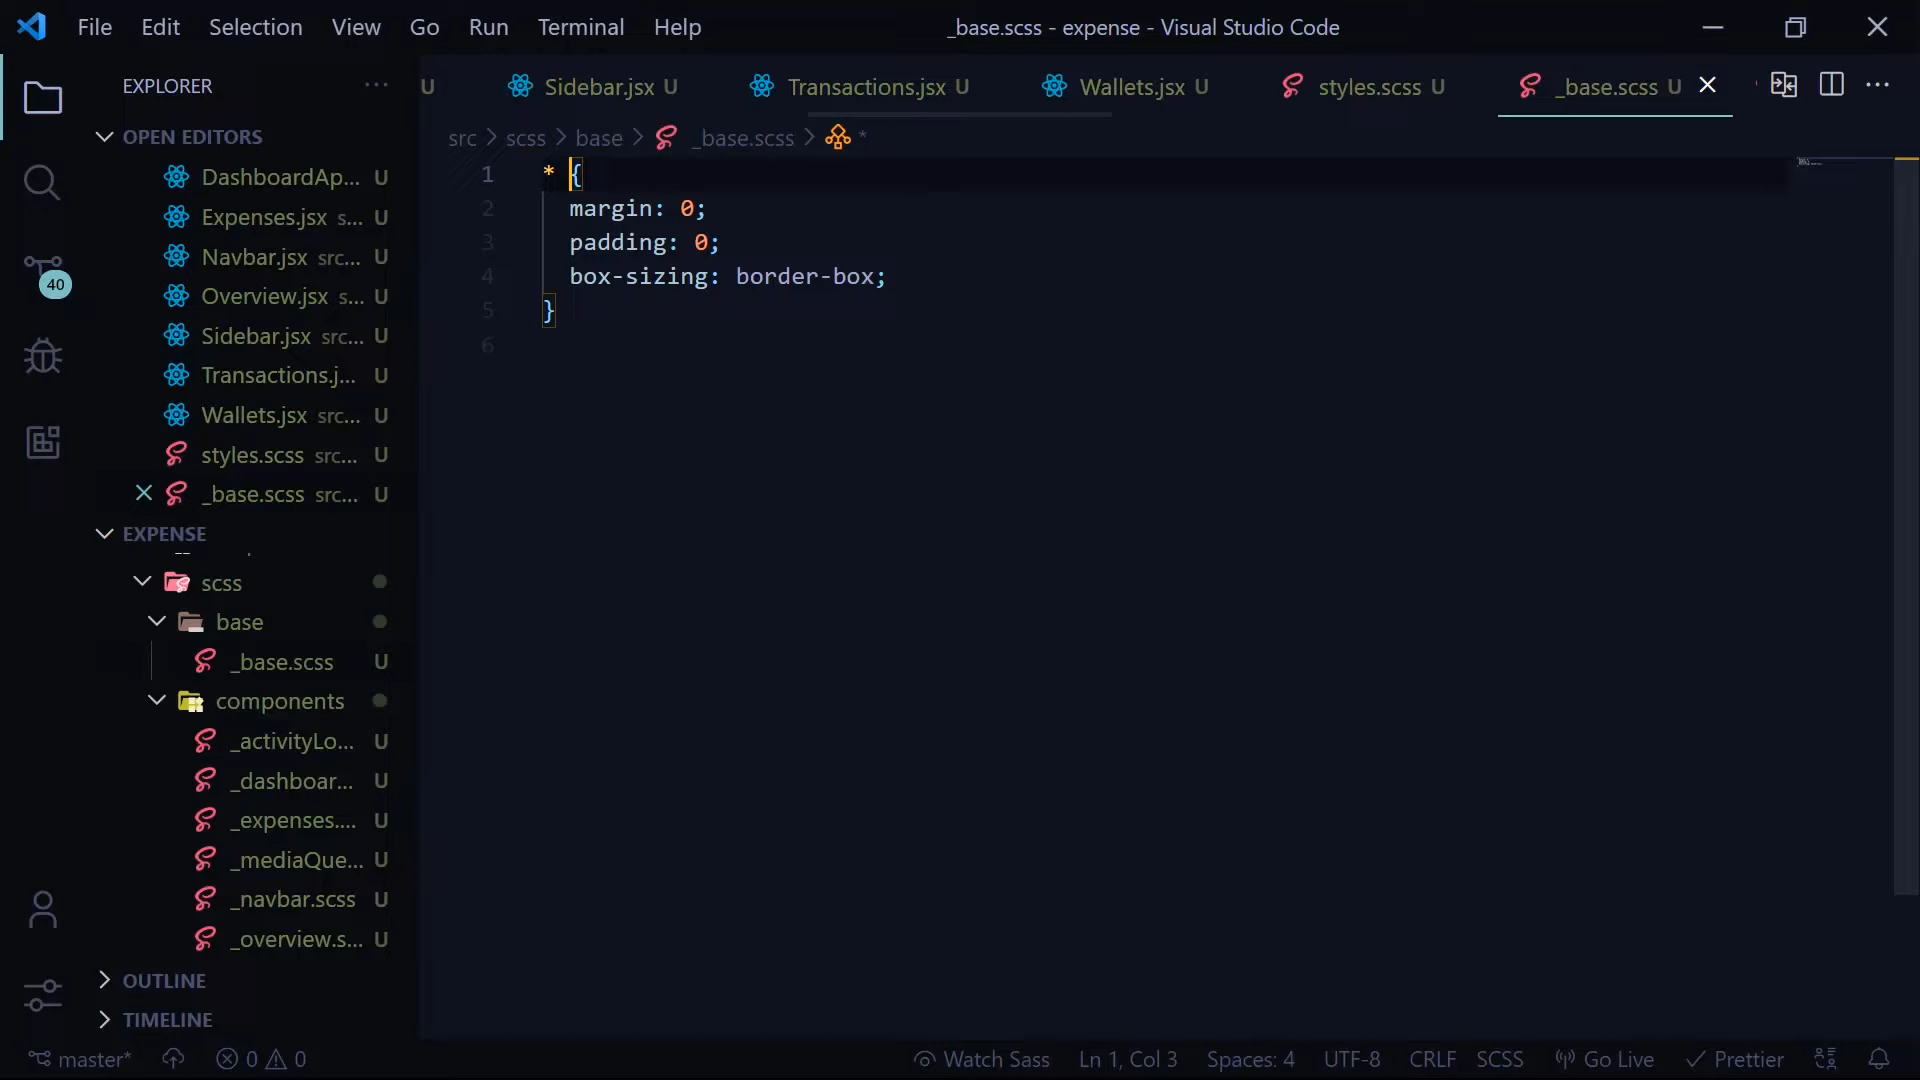 File Edit Selection View Go Run Terminal Help _base.scss - expense - Visual Studio Code
EXPLORER
U Sidebar.jsx U Transactions.jsx U Wallets.jsx U styles.scss U _base.scss U
OPEN EDITORS
DashboardAp... U
Expenses.jsx s... U
Navbar.jsx src... U
Overview.jsx s... U
Sidebar.jsx src... U
Transactions.j... U
Wallets.jsx src... U
styles.scss src... U
_base.scss src... U
40
EXPENSE
scss
base
_base.scss U
components
_activityLo... U
_dashboar... U
_expenses.... U
_mediaQue... U
_navbar.scss U
_overview.s... U
OUTLINE
TIMELINE
src > scss > base > _base.scss > *
1 * {
2 margin: 0;
3 padding: 0;
4 box-sizing: border-box;
5 }
6
master* 0 0 Watch Sass Ln 1, Col 3 Spaces: 4 UTF-8 CRLF SCSS Go Live Prettier